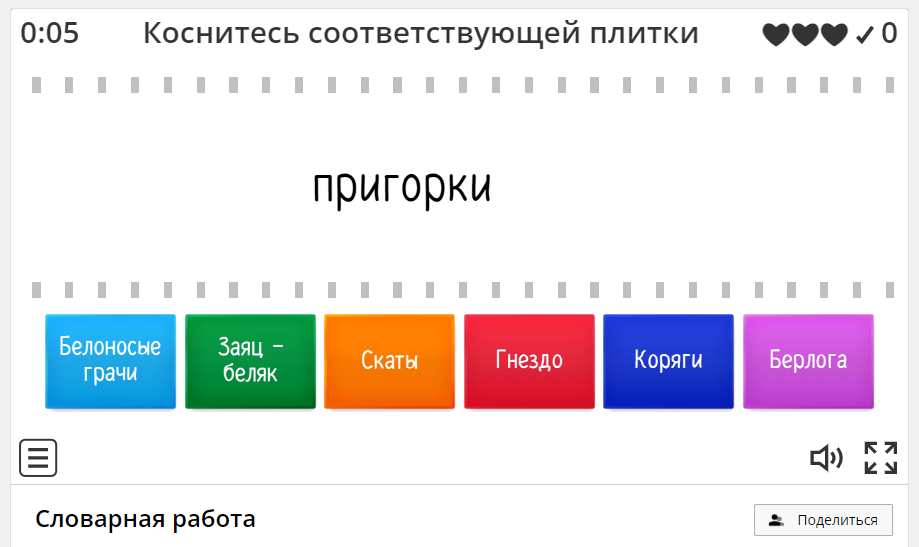 0:05 Коснитесь соответствующей плитки 0
пригорки
Белоносые
грачи
Заяц –
беляк
Скаты
Гнездо
Коряги
Берлога
Словарная работа
Поделиться